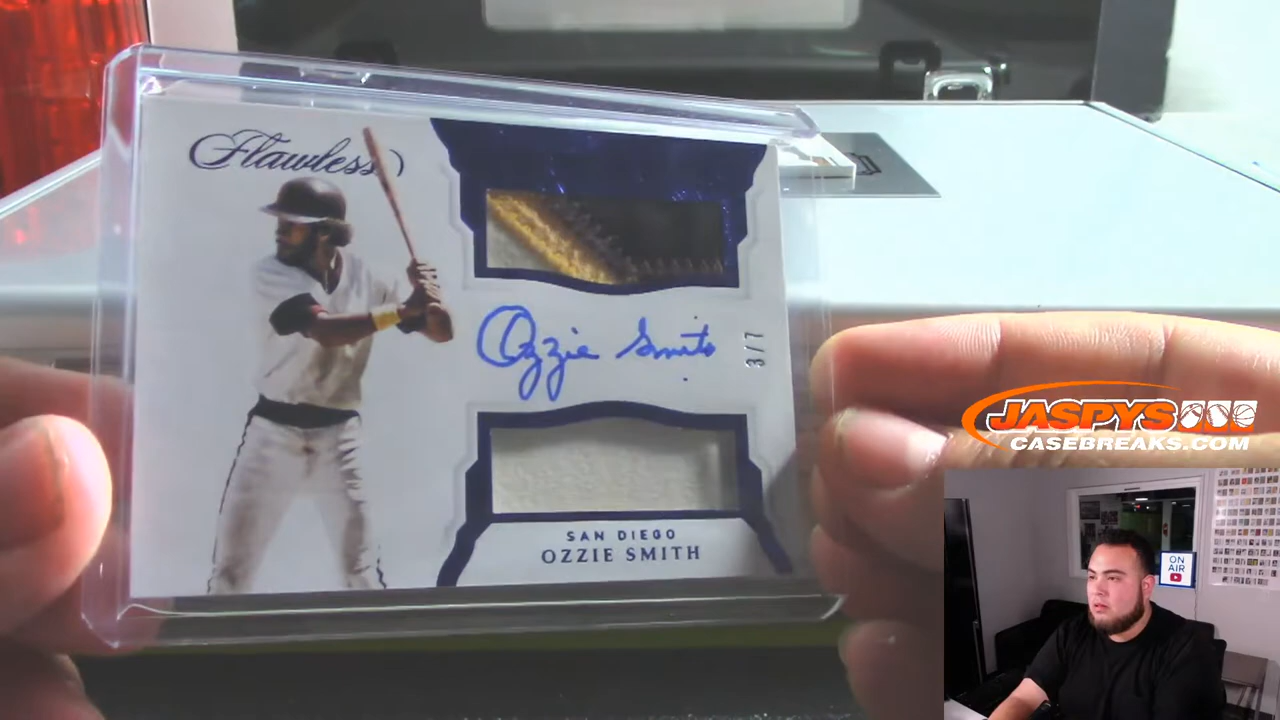 Flawless
Ozzie Smith
3/7
SAN DIEGO
OZZIE SMITH
JASPYS
CASEBREAKS.COM
ON
AIR